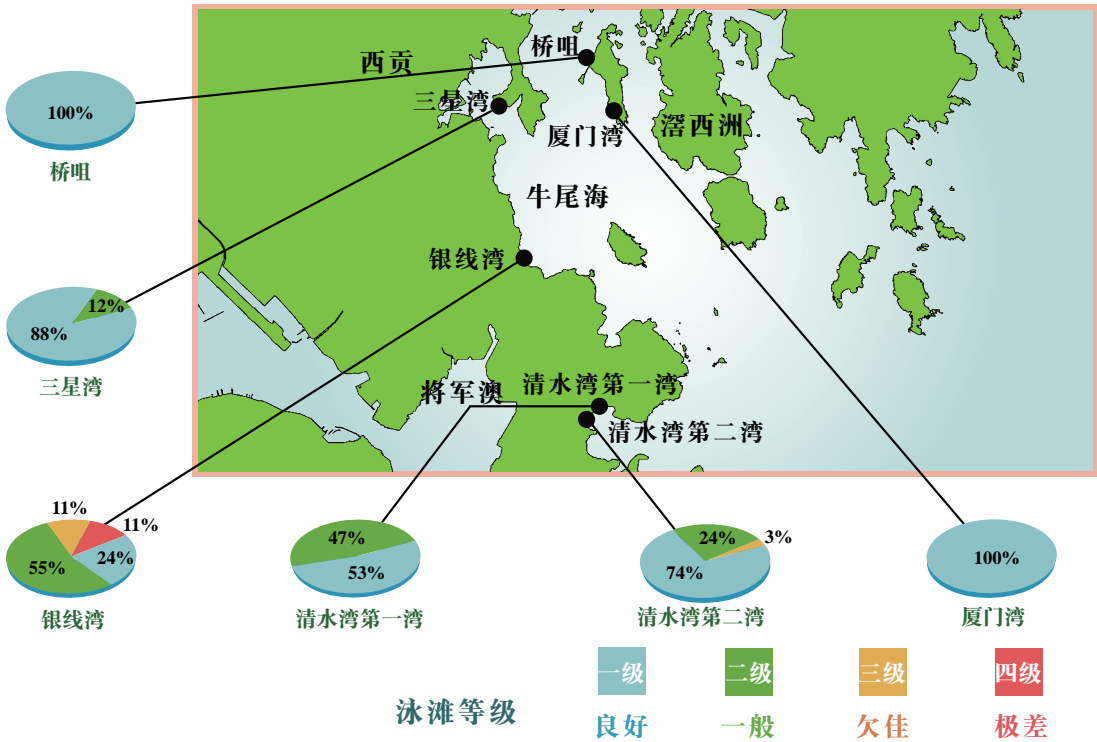 桥咀
西贡
三星湾
100%
厦门湾
滘西洲
桥咀
牛尾海
银线湾
12%
88%
三星湾
将军澳
清水湾第一湾
清水湾第二湾
11%
11%
24%
55%
银线湾
47%
53%
清水湾第一湾
24%
3%
74%
清水湾第二湾
100%
厦门湾
泳滩等级
一级
良好
二级
一般
三级
欠佳
四级
极差